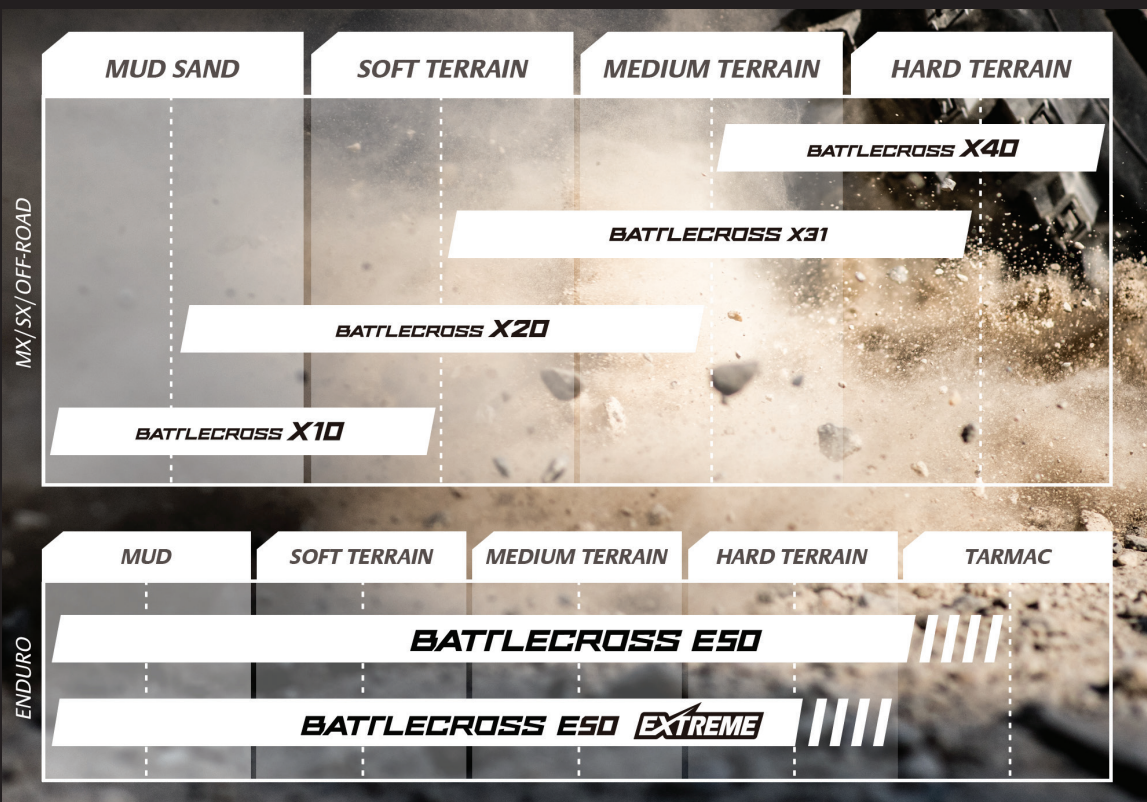 MUD SAND
SOFT TERRAIN
MEDIUM TERRAIN
HARD TERRAIN
MX/SX/OFF-ROAD
BATTLECROSS X40
BATTLECROSS X31
BATTLECROSS X20
BATTLECROSS X10
MUD
SOFT TERRAIN
MEDIUM TERRAIN
HARD TERRAIN
TARMAC
ENDURO
BATTLECROSS E50
BATTLECROSS E50 EXTREME